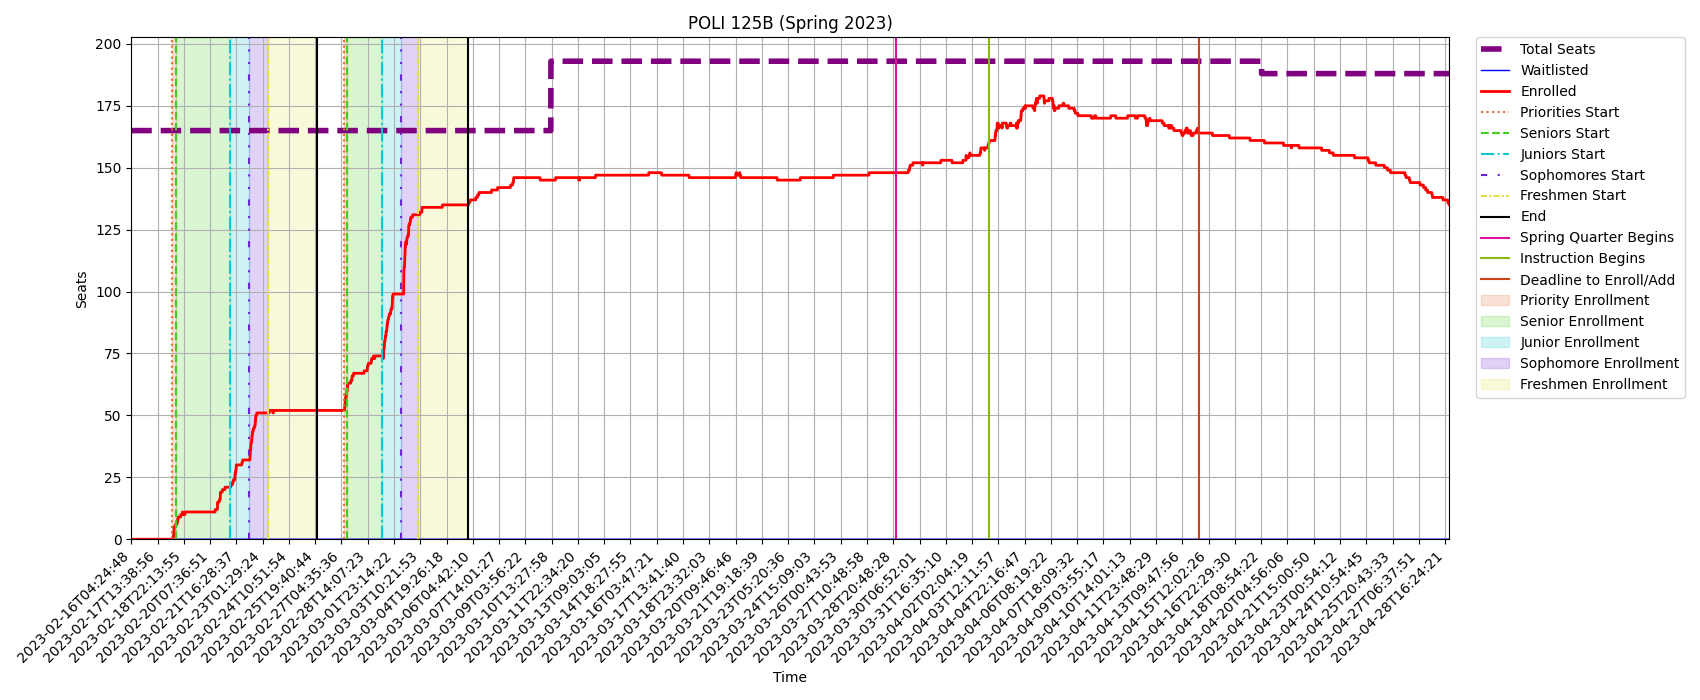 POLI 125B (Spring 2023)
200
175
150
125
100
75
50
25
0
Seats
2023-02-16T04:24:48
2023-02-17T13:38:56
2023-02-18T22:13:55
2023-02-20T07:36:51
2023-02-21T16:28:37
2023-02-23T01:29:24
2023-02-24T10:51:54
2023-02-25T19:40:44
2023-02-27T04:35:36
2023-02-28T14:07:23
2023-03-01T23:14:22
2023-03-03T10:21:53
2023-03-04T19:26:18
2023-03-06T04:42:10
2023-03-07T14:01:27
2023-03-09T03:56:22
2023-03-10T13:27:58
2023-03-11T22:34:20
2023-03-13T09:03:05
2023-03-14T18:27:55
2023-03-16T03:47:21
2023-03-17T13:41:40
2023-03-18T23:32:03
2023-03-20T09:46:46
2023-03-21T19:18:39
2023-03-23T05:20:36
2023-03-24T15:09:03
2023-03-26T00:43:53
2023-03-27T10:48:58
2023-03-28T20:48:28
2023-03-30T06:52:01
2023-03-31T16:35:10
2023-04-02T02:04:19
2023-04-03T12:11:57
2023-04-04T22:16:47
2023-04-06T08:19:22
2023-04-07T18:09:32
2023-04-09T03:55:17
2023-04-10T14:01:13
2023-04-11T23:48:29
2023-04-13T09:47:56
2023-04-15T12:02:26
2023-04-16T22:29:30
2023-04-18T08:54:22
2023-04-20T04:56:06
2023-04-21T15:00:50
2023-04-23T00:54:12
2023-04-24T10:54:45
2023-04-25T20:43:33
2023-04-27T06:37:51
2023-04-28T16:24:21
Time
Total Seats
Waitlisted
Enrolled
Priorities Start
Seniors Start
Juniors Start
Sophomores Start
Freshmen Start
End
Spring Quarter Begins
Instruction Begins
Deadline to Enroll/Add
Priority Enrollment
Senior Enrollment
Junior Enrollment
Sophomore Enrollment
Freshmen Enrollment